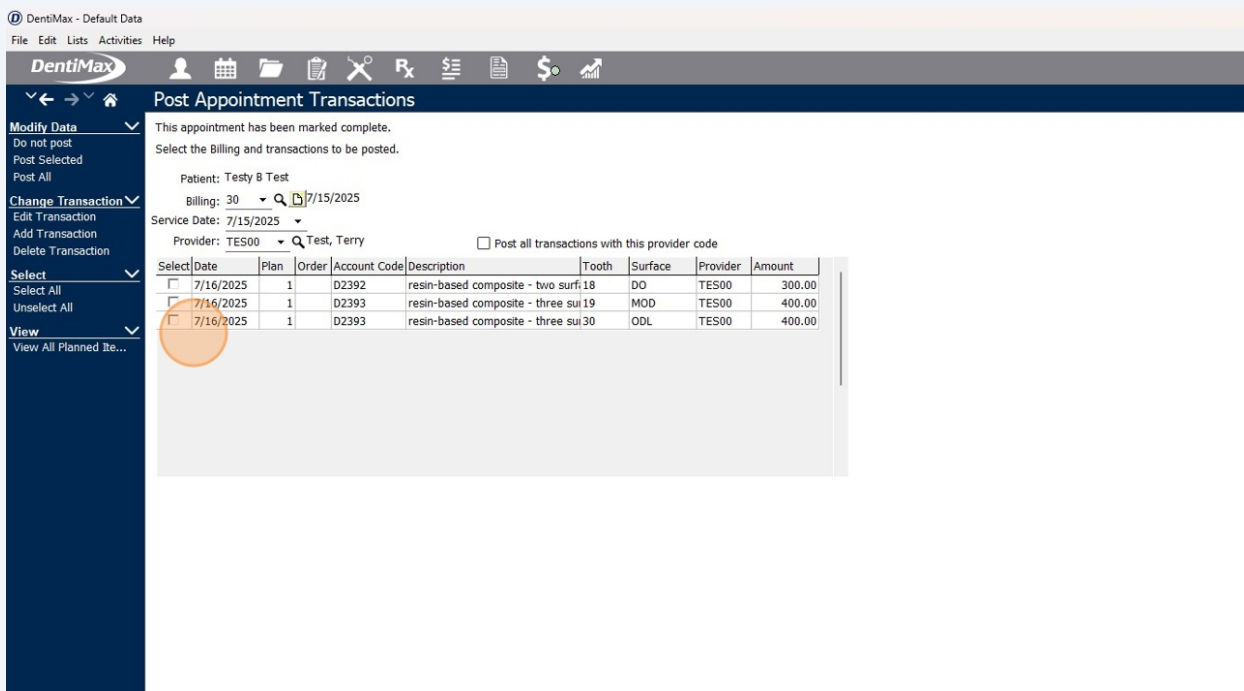 DentiMax - Default Data
File Edit Lists Activities Help
DentiMax
Post Appointment Transactions
Modify Data
Do not post
Post Selected
Post All
Change Transaction
Edit Transaction
Add Transaction
Delete Transaction
Select
Select All
Unselect All
View
View All Planned Ite...
This appointment has been marked complete.
Select the Billing and transactions to be posted.
Patient: Testy B Test
Billing: 30 7/15/2025
Service Date: 7/15/2025
Provider: TES00 Test, Terry Post all transactions with this provider code
Select Date Plan Order Account Code Description Tooth Surface Provider Amount
7/16/2025 1 D2392 resin-based composite - two surf 18 DO TES00 300.00
7/16/2025 1 D2393 resin-based composite - three su 19 MOD TES00 400.00
7/16/2025 1 D2393 resin-based composite - three su 30 ODL TES00 400.00